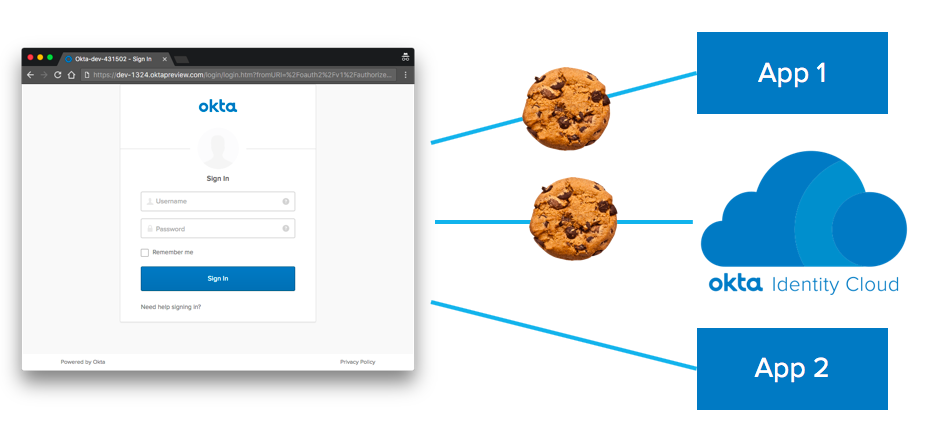 Okta-dev-431502 - Sign In
https://dev-1324.oktapreview.com/login/login.htm?fromURI=%2Foauth2%2Fv1%2Fauthorize...
okta
Sign In
Username
Password
Remember me
Sign In
Need help signing in?
Powered by Okta
Privacy Policy
App 1
okta Identity Cloud
App 2